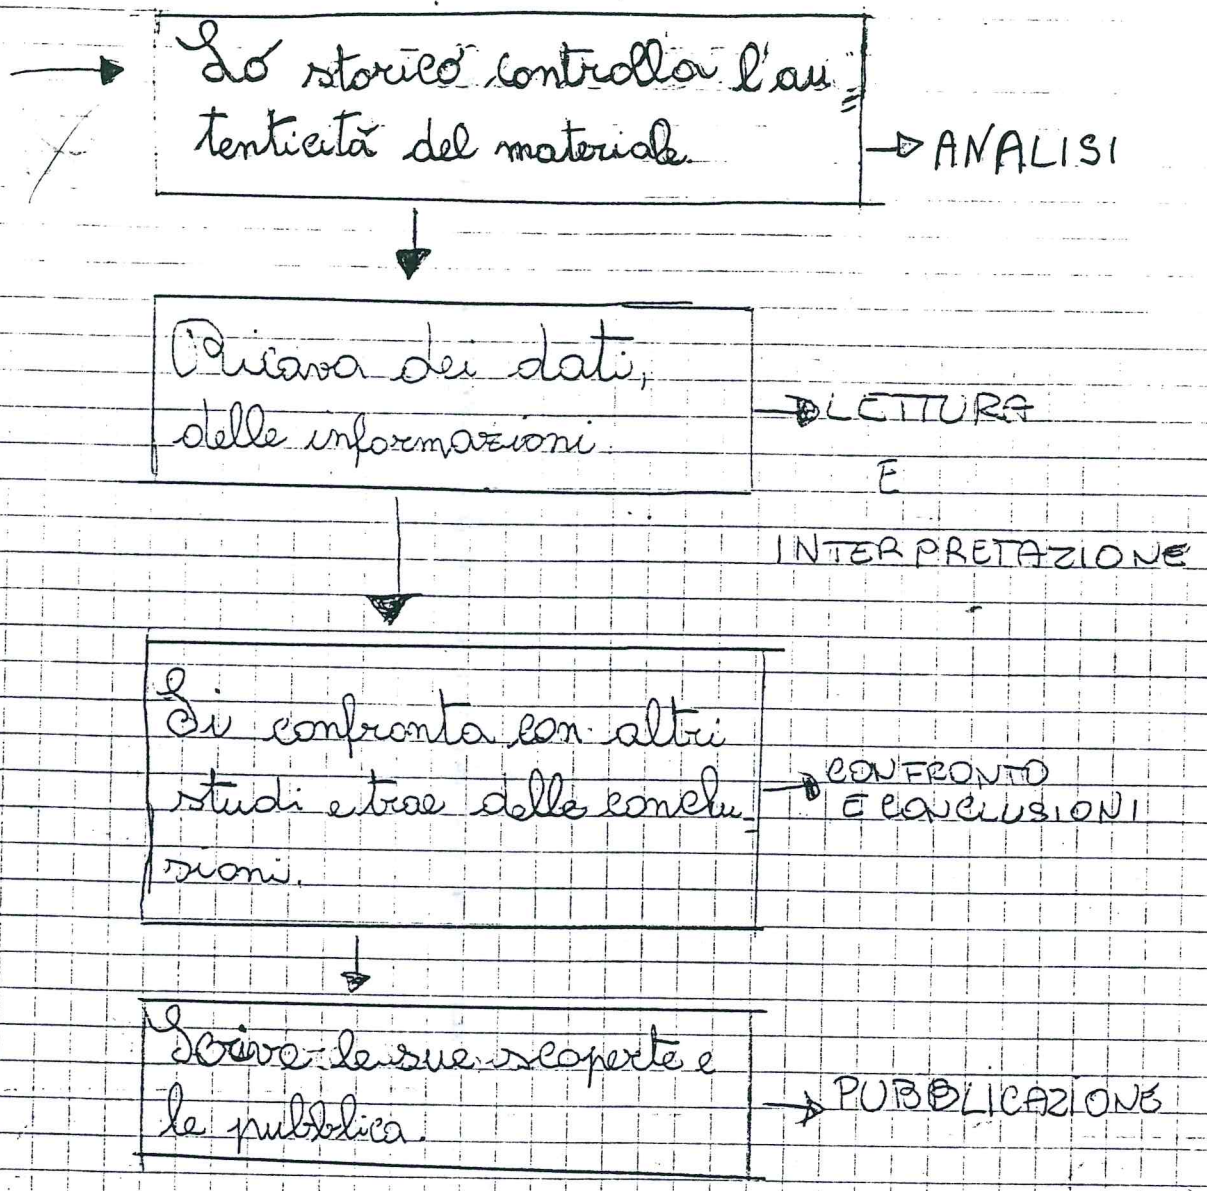 Lo storico controlla l'au=
tenticità del materiale.
→ ANALISI
Ricava dei dati,
delle informazioni.
→ LETTURA
E
INTERPRETAZIONE
Si confronta con altri
studi e trae delle conclu=
sioni.
→ CONFRONTO
E CONCLUSIONI
Scrive le sue scoperte e
le pubblica.
→ PUBBLICAZIONE